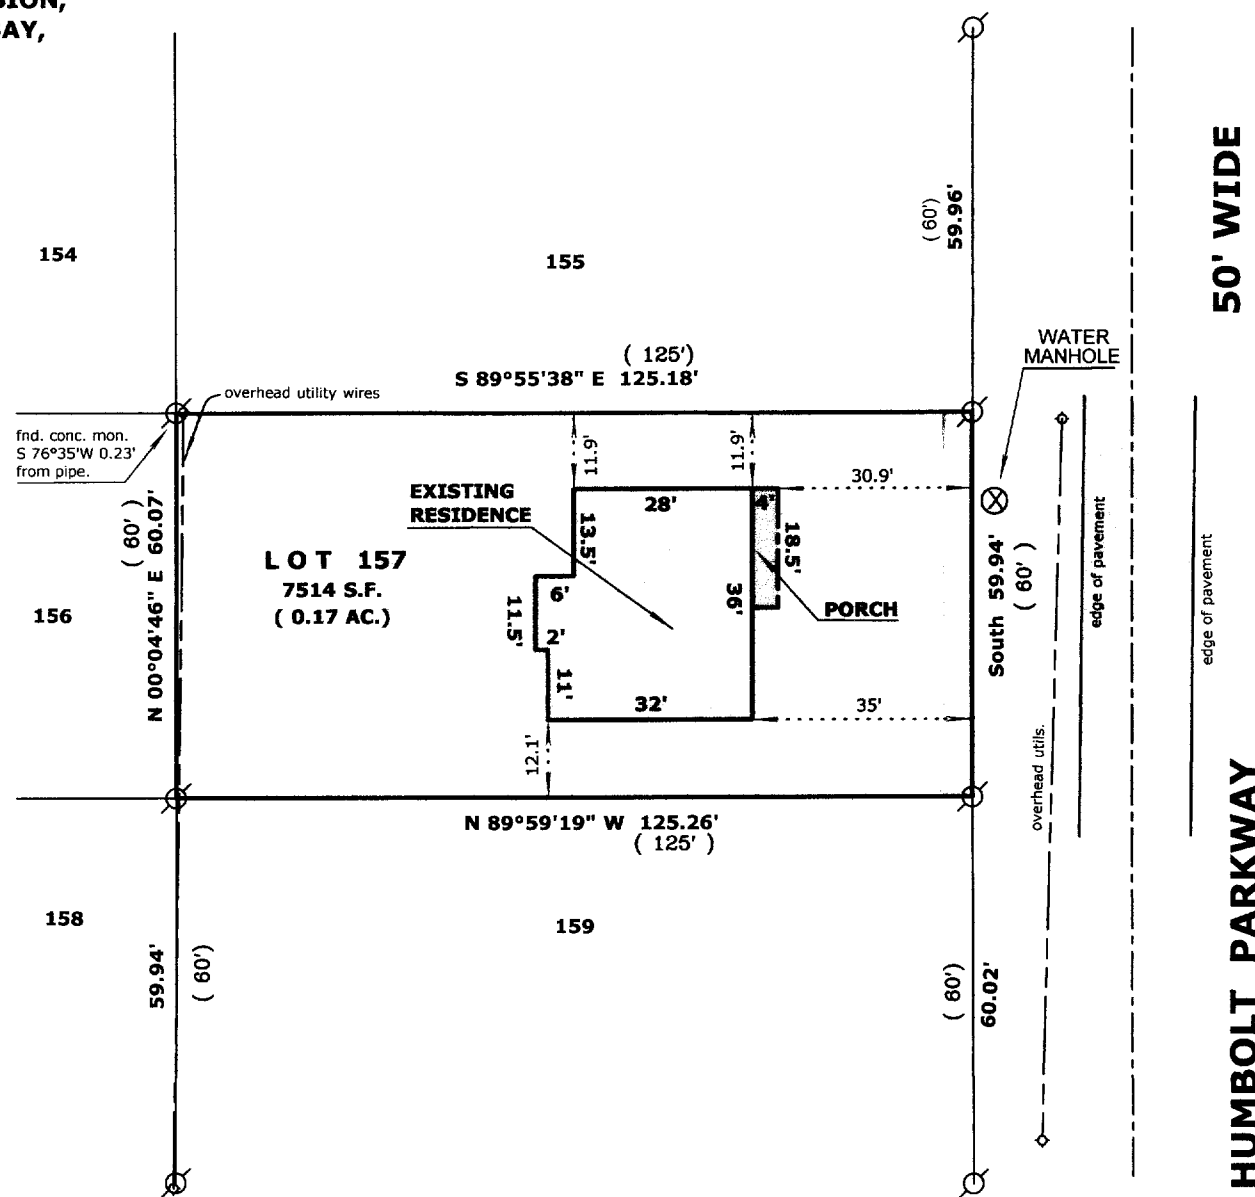 AY,
50' WIDE
( 60')
59.96'
154
155
WATER
MANHOLE
( 125')
S 89°55'38" E 125.18'
overhead utility wires
fnd. conc. mon.
S 76°35'W 0.23'
from pipe.
11.9'
11.9'
30.9'
EXISTING
RESIDENCE
28'
4'
13.5'
18.5'
( 60' )
N 00°04'46" E 60.07'
LOT 157
7514 S.F.
( 0.17 AC.)
6'
36'
11.5'
2'
PORCH
South 59.94'
( 60' )
edge of pavement
edge of pavement
156
11'
32'
35'
12.1'
overhead utils.
N 89°59'19" W 125.26'
( 125' )
158
159
59.94'
( 60')
( 60')
60.02'
HUMBOLT PARKWAY